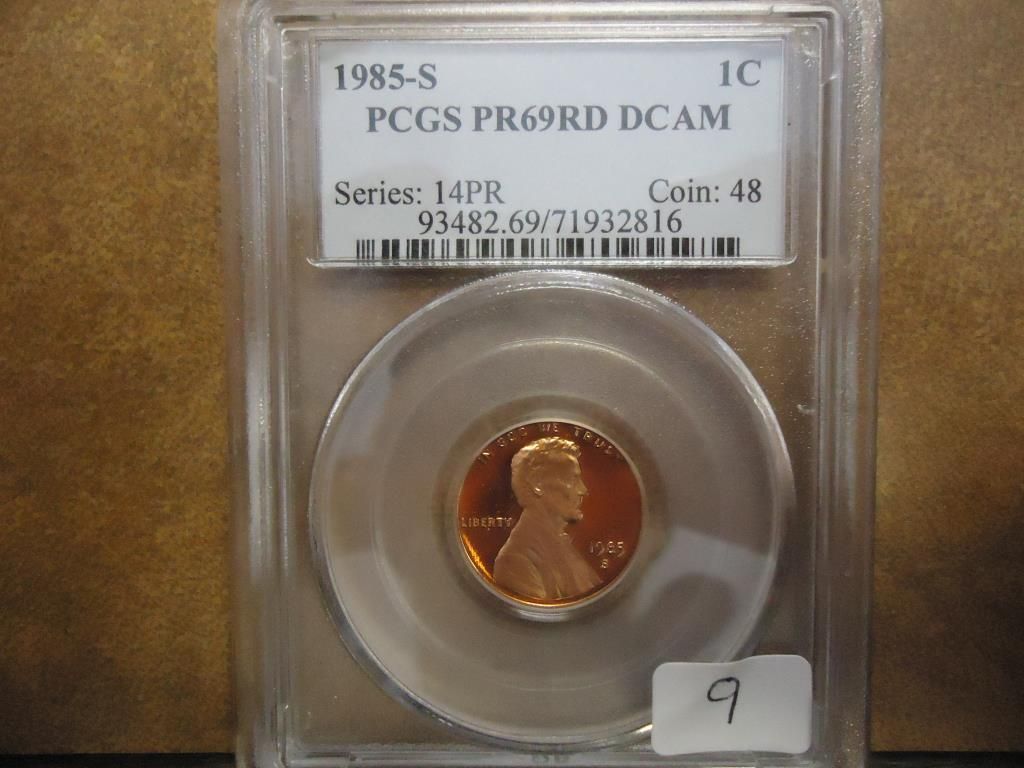 1985-S 1C
PCGS PR69RD DCAM
Series: 14PR Coin: 48
93482.69/71932816
IN GOD WE TRUST
LIBERTY
1985
S
9